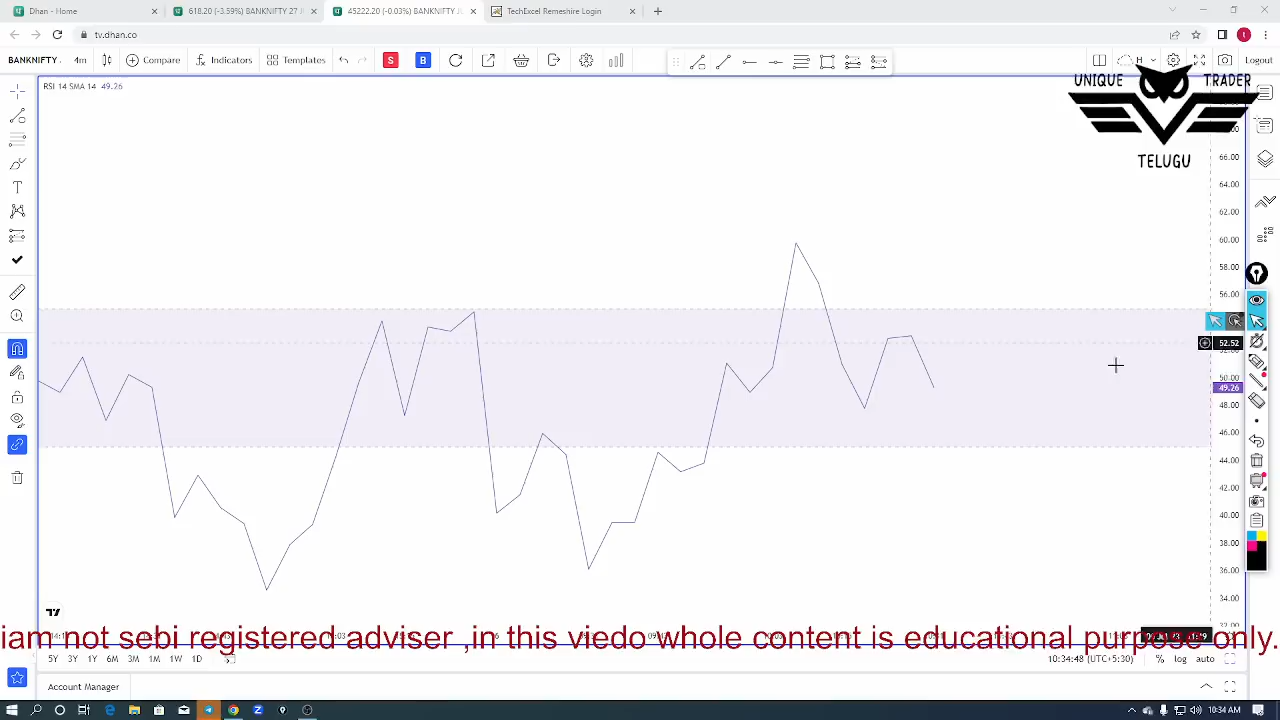 Dhan - Home
618.20 (-3.59%) BANKNIFTY 27 J
45222.20 (-0.03%) BANKNIFTY JU
TechExcel Remeshire Login
tv.dhan.co
BANKNIFTY
4m
Compare
Indicators
Templates
S
B
H
Logout
RSI 14 SMA 14 49.26
UNIQUE TRADER
TELUGU
66.00
64.00
62.00
60.00
58.00
56.00
52.52
50.00
49.26
48.00
46.00
44.00
42.00
40.00
38.00
36.00
34.00
iam not sebi registered adviser ,in this viedo whole content is educational purpose only.
5Y 3Y 1Y 6M 3M 1M 1W 1D
10:34:48 (UTC+5:30)
% log auto
Account Manager
10:34 AM